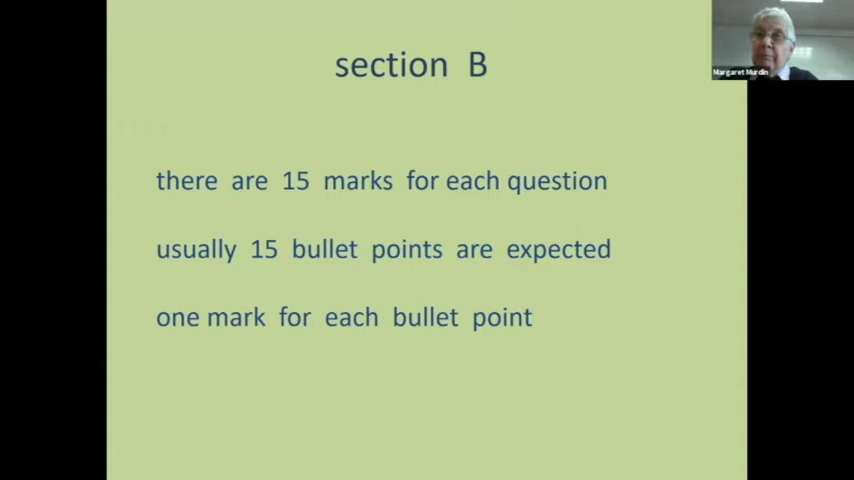 section B
Margaret Murdin
there are 15 marks for each question
usually 15 bullet points are expected
one mark for each bullet point